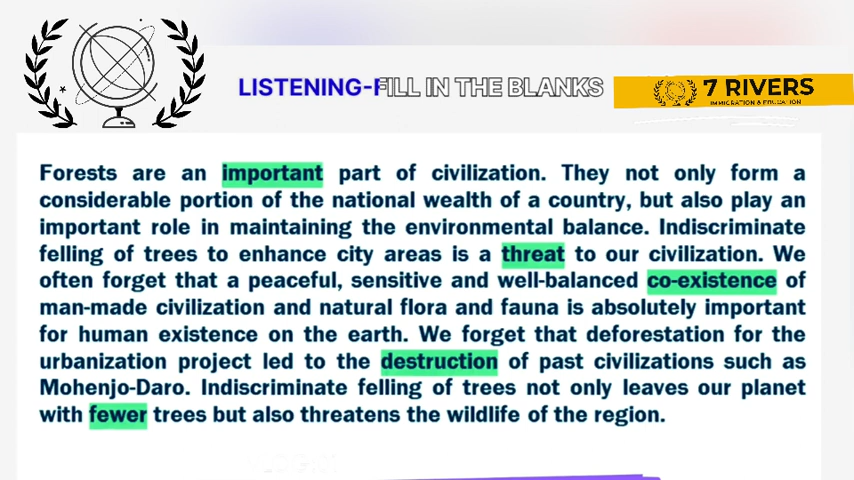 LISTENING-FILL IN THE BLANKS
7 RIVERS
IMMIGRATION & EDUCATION
Forests are an important part of civilization. They not only form a
considerable portion of the national wealth of a country, but also play an
important role in maintaining the environmental balance. Indiscriminate
felling of trees to enhance city areas is a threat to our civilization. We
often forget that a peaceful, sensitive and well-balanced co-existence of
man-made civilization and natural flora and fauna is absolutely important
for human existence on the earth. We forget that deforestation for the
urbanization project led to the destruction of past civilizations such as
Mohenjo-Daro. Indiscriminate felling of trees not only leaves our planet
with fewer trees but also threatens the wildlife of the region.